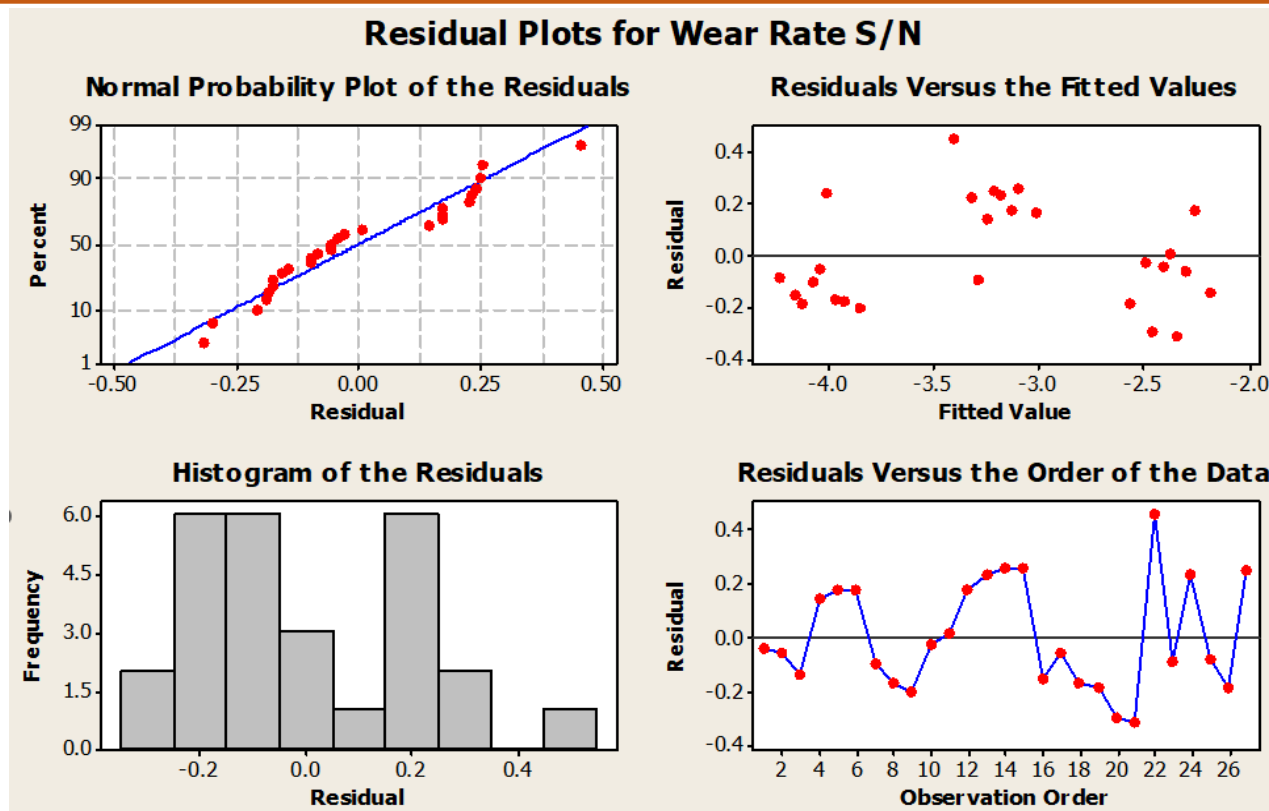 Residual Plots for Wear Rate S/N
Normal Probability Plot of the Residuals
99
90
50
10
1
Percent
-0.50 -0.25 0.00 0.25 0.50
Residual
Residuals Versus the Fitted Values
0.4
0.2
0.0
-0.2
-0.4
Residual
-4.0 -3.5 -3.0 -2.5 -2.0
Fitted Value
Histogram of the Residuals
6.0
4.5
3.0
1.5
0.0
Frequency
-0.2 0.0 0.2 0.4
Residual
Residuals Versus the Order of the Data
0.4
0.2
0.0
-0.2
-0.4
Residual
2 4 6 8 10 12 14 16 18 20 22 24 26
Observation Order